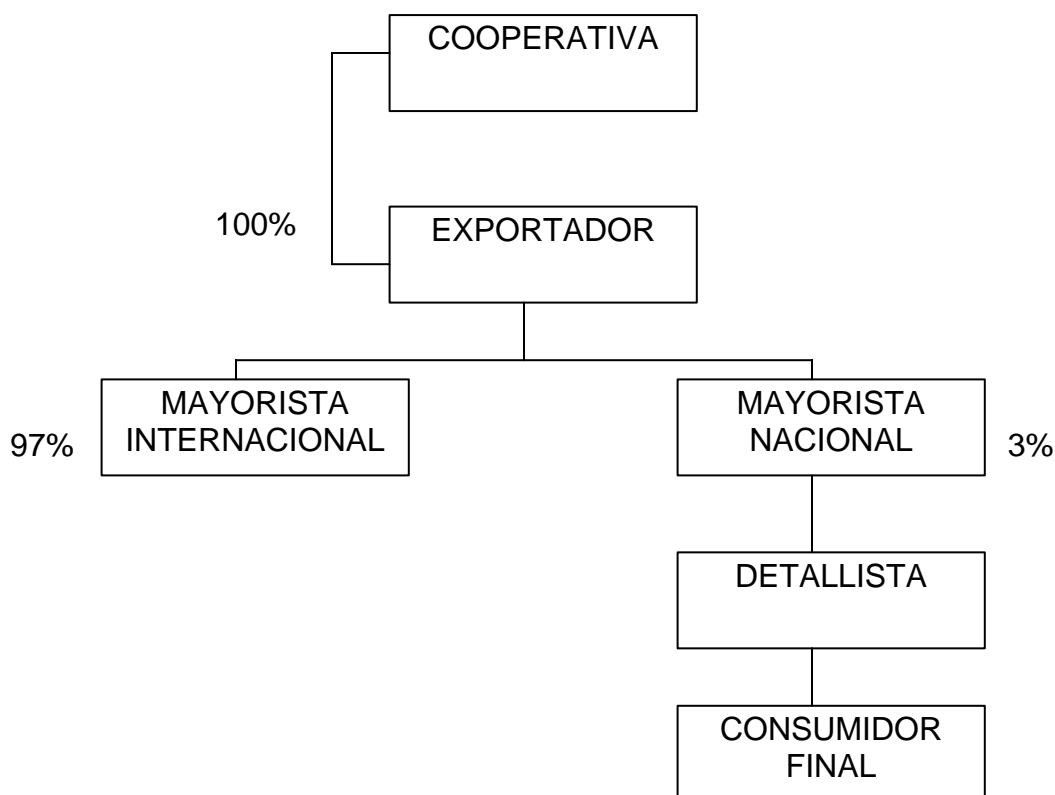 COOPERATIVA
100%
EXPORTADOR
MAYORISTA
INTERNACIONAL
97%
MAYORISTA
NACIONAL
3%
DETALLISTA
CONSUMIDOR
FINAL